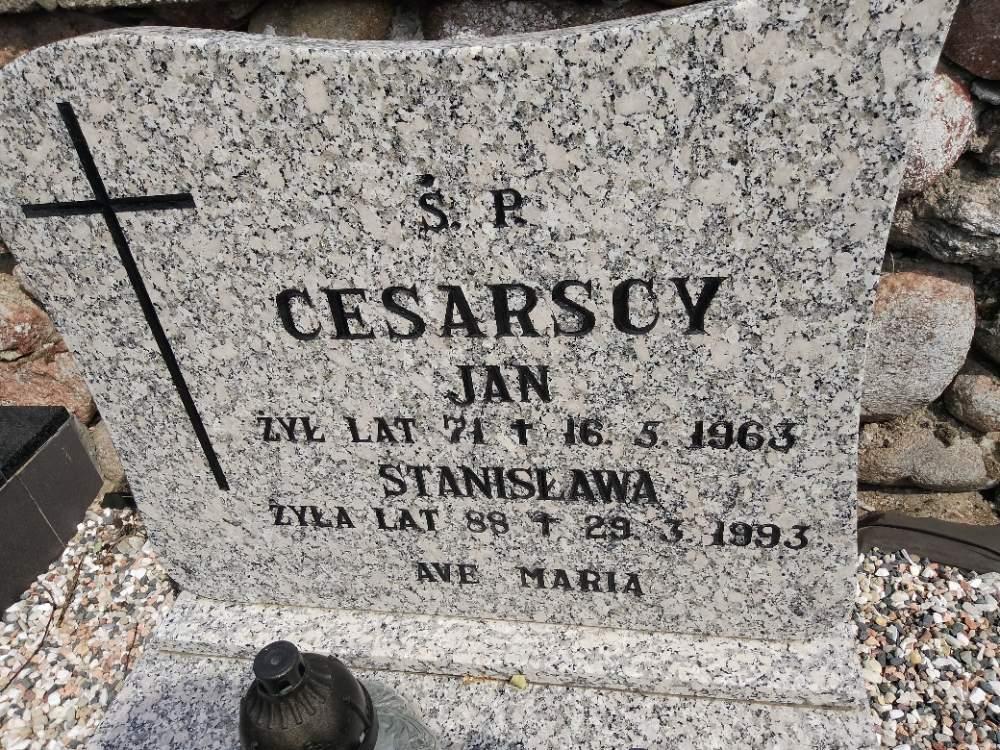 Ś. P.
CESARSCY
JAN
ŻYŁ LAT 71 ✝ 16. 5. 1963
STANISŁAWA
ŻYŁA LAT 88 ✝ 29. 3. 1993
AVE MARIA